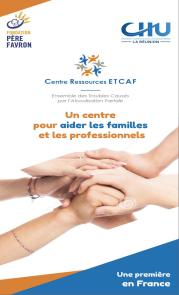 FONDATION
PÈRE
FAVRON
CHU
LA RÉUNION
Centre Ressources ETCAF
Ensemble des Troubles Causés
par l'Alcoolisation Fœtale
Un centre
pour aider les familles
et les professionnels
Une première
en France